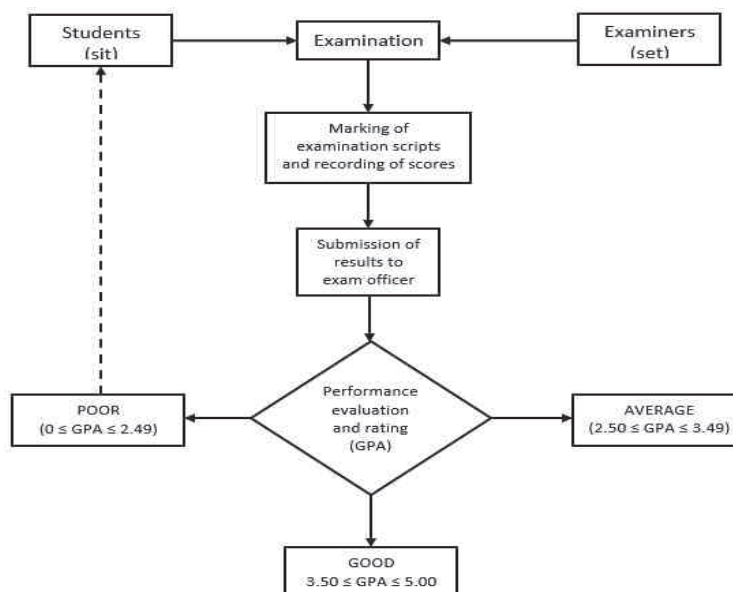 Students
(sit)
Examination
Examiners
(set)
Marking of
examination scripts
and recording of scores
Submission of
results to
exam officer
Performance
evaluation
and rating
(GPA)
POOR
(0 ≤ GPA ≤ 2.49)
AVERAGE
(2.50 ≤ GPA ≤ 3.49)
GOOD
3.50 ≤ GPA ≤ 5.00